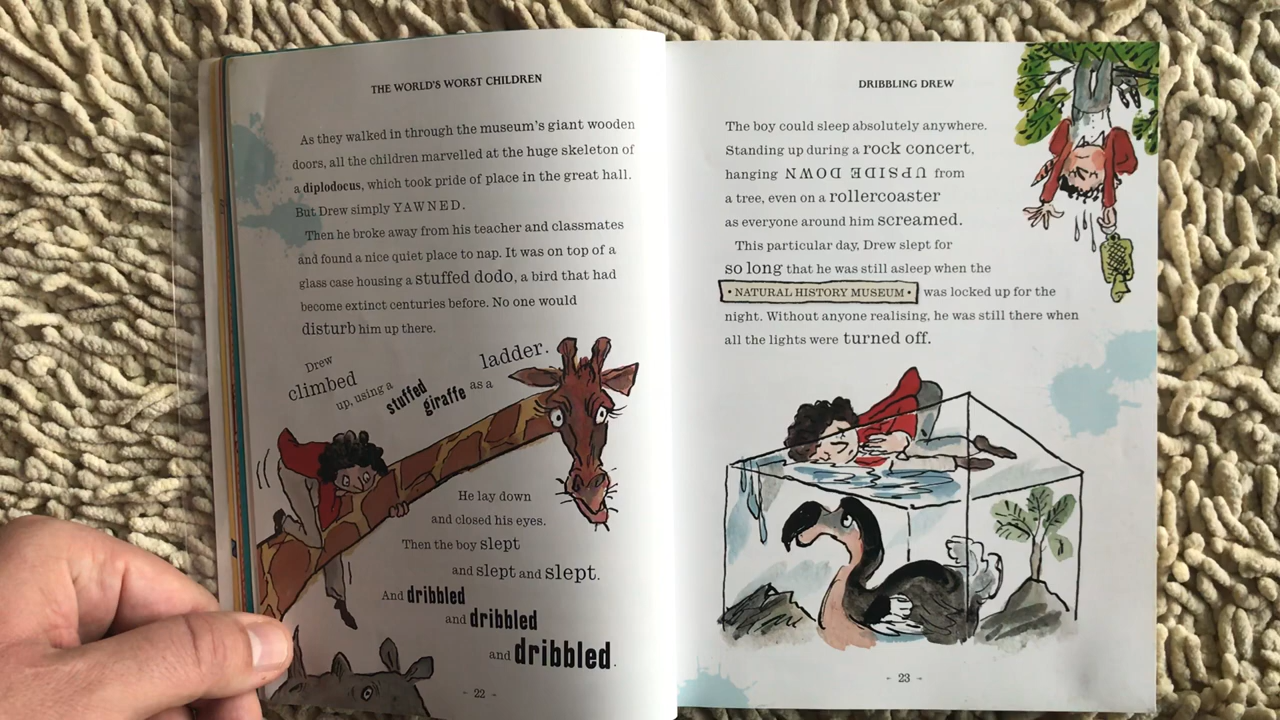 THE WORLD'S WORST CHILDREN
As they walked in through the museum's giant wooden
doors, all the children marvelled at the huge skeleton of
a diplodocus, which took pride of place in the great hall.
But Drew simply YAWNED.
Then he broke away from his teacher and classmates
and found a nice quiet place to nap. It was on top of a
glass case housing a stuffed dodo, a bird that had
become extinct centuries before. No one would
disturb him up there.
Drew
climbed
up, using a
stuffed
giraffe
as a
ladder.
He lay down
and closed his eyes.
Then the boy slept
and slept and slept.
And dribbled
and dribbled
and dribbled.
- 22 -
DRIBBLING DREW
The boy could sleep absolutely anywhere.
Standing up during a rock concert,
hanging UPSIDE DOWN from
a tree, even on a rollercoaster
as everyone around him screamed.
This particular day, Drew slept for
so long that he was still asleep when the
• NATURAL HISTORY MUSEUM • was locked up for the
night. Without anyone realising, he was still there when
all the lights were turned off.
- 23 -